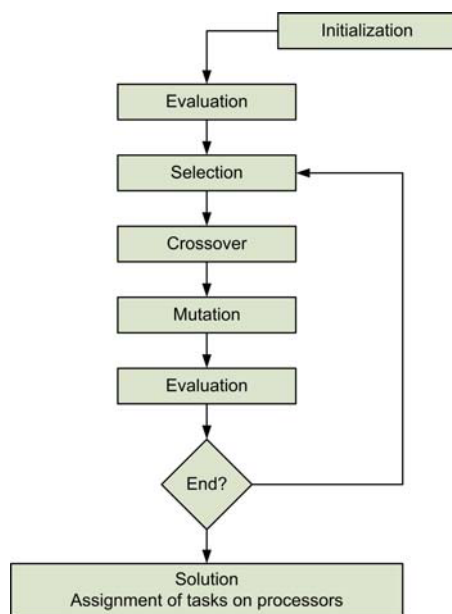 Initialization
Evaluation
Selection
Crossover
Mutation
Evaluation
End?
Solution
Assignment of tasks on processors